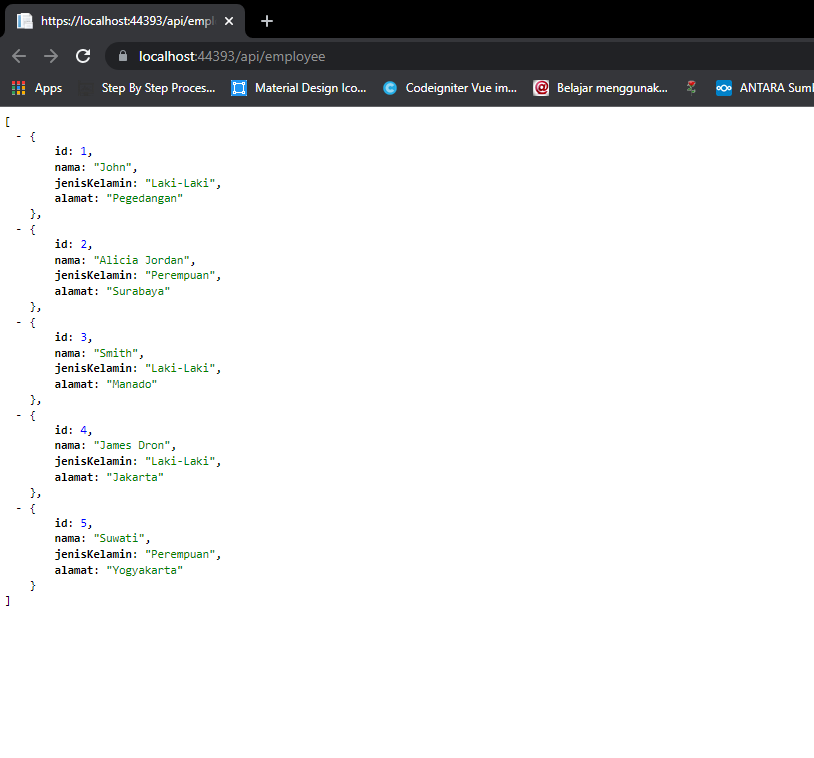 https://localhost:44393/api/empl
localhost:44393/api/employee
Apps Step By Step Proces... Material Design Ico... Codeigniter Vue im... Belajar menggunak... ANTARA Suml
[
- {
id: 1,
nama: "John",
jenisKelamin: "Laki-Laki",
alamat: "Pegedangan"
},
- {
id: 2,
nama: "Alicia Jordan",
jenisKelamin: "Perempuan",
alamat: "Surabaya"
},
- {
id: 3,
nama: "Smith",
jenisKelamin: "Laki-Laki",
alamat: "Manado"
},
- {
id: 4,
nama: "James Dron",
jenisKelamin: "Laki-Laki",
alamat: "Jakarta"
},
- {
id: 5,
nama: "Suwati",
jenisKelamin: "Perempuan",
alamat: "Yogyakarta"
}
]